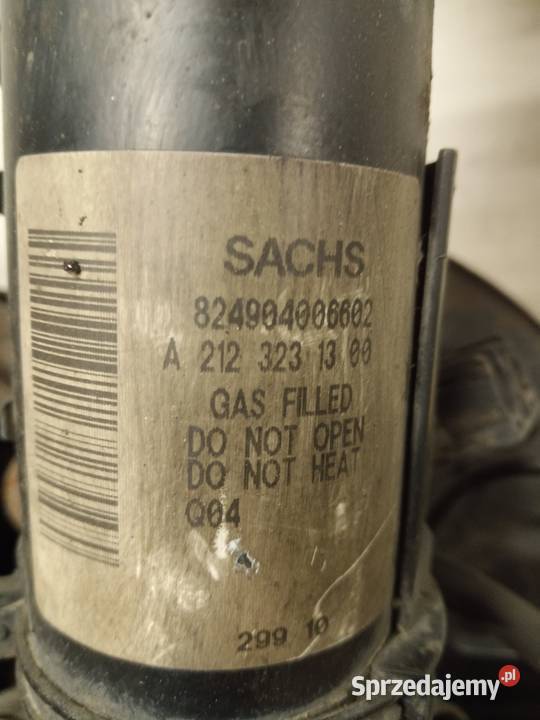 SACHS
824904006602
A 212 323 13 00
GAS FILLED
DO NOT OPEN
DO NOT HEAT
Q04
299 10
Sprzedajemy.pl